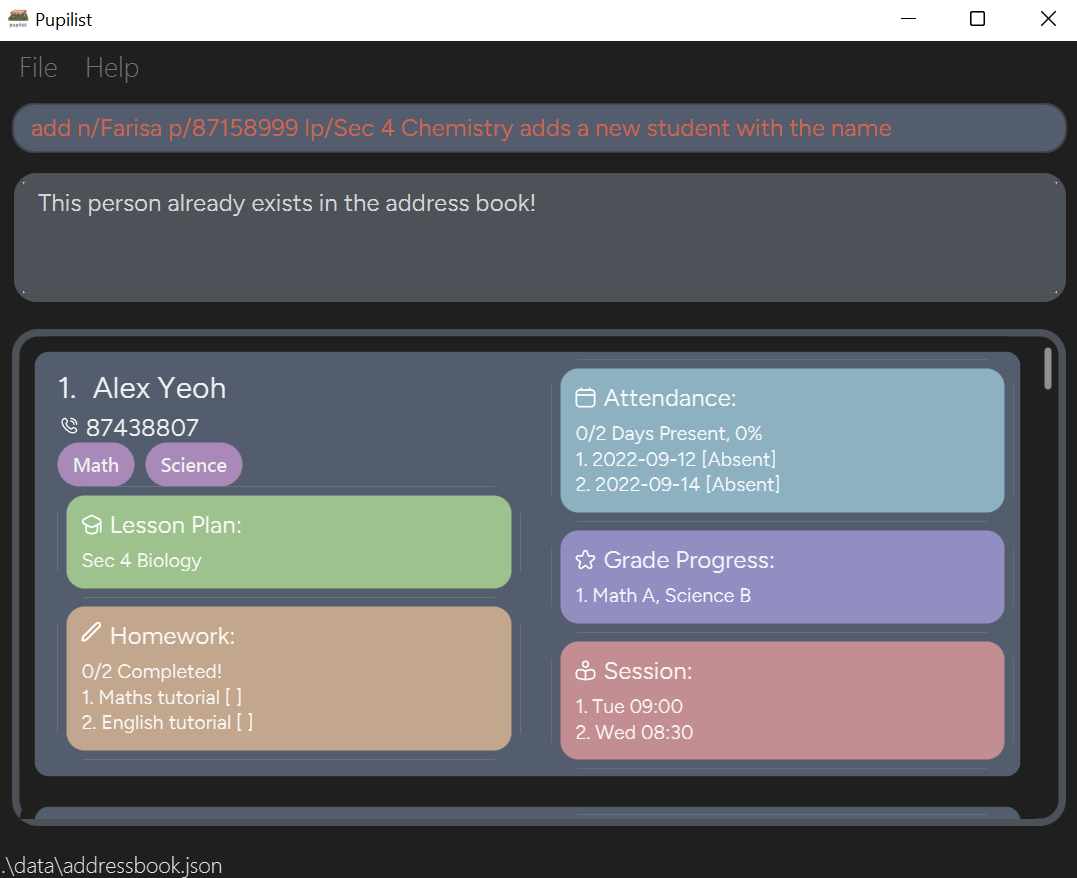 Pupilist
File Help
add n/Farisa p/87158999 lp/Sec 4 Chemistry adds a new student with the name
This person already exists in the address book!
1. Alex Yeoh
87438807
Math Science
Lesson Plan:
Sec 4 Biology
Homework:
0/2 Completed!
1. Maths tutorial [ ]
2. English tutorial [ ]
Attendance:
0/2 Days Present, 0%
1. 2022-09-12 [Absent]
2. 2022-09-14 [Absent]
Grade Progress:
1. Math A, Science B
Session:
1. Tue 09:00
2. Wed 08:30
.\data\addressbook.json